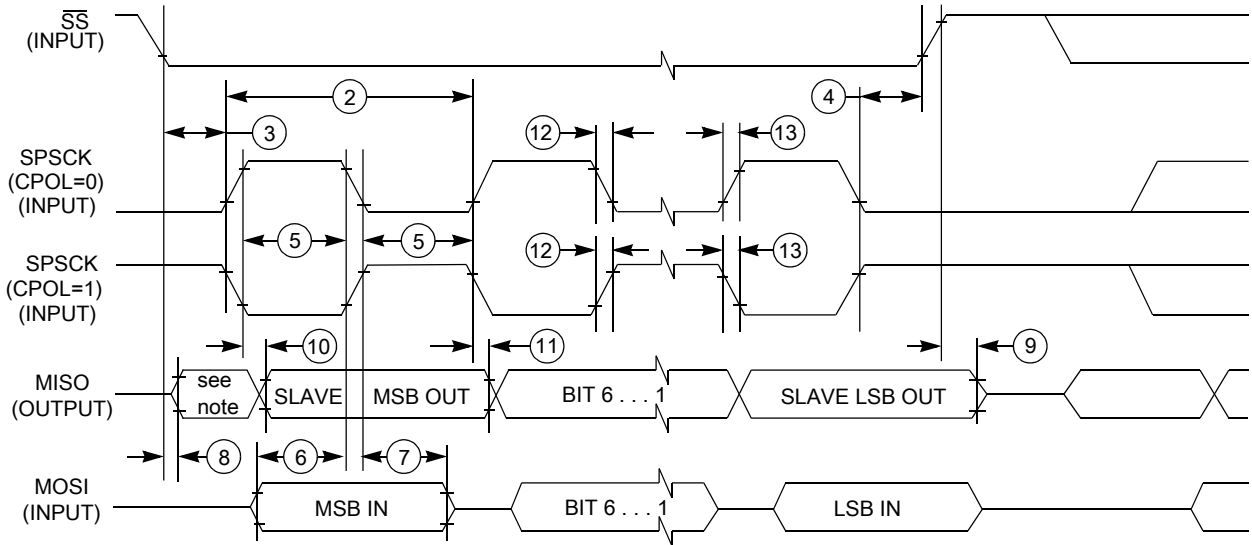 SS
(INPUT)
2
4
3
12
13
SPSCK
(CPOL=0)
(INPUT)
5
5
12
13
SPSCK
(CPOL=1)
(INPUT)
10
11
9
MISO
(OUTPUT)
see
note
SLAVE
MSB OUT
BIT 6 . . . 1
SLAVE LSB OUT
8
6
7
MOSI
(INPUT)
MSB IN
BIT 6 . . . 1
LSB IN